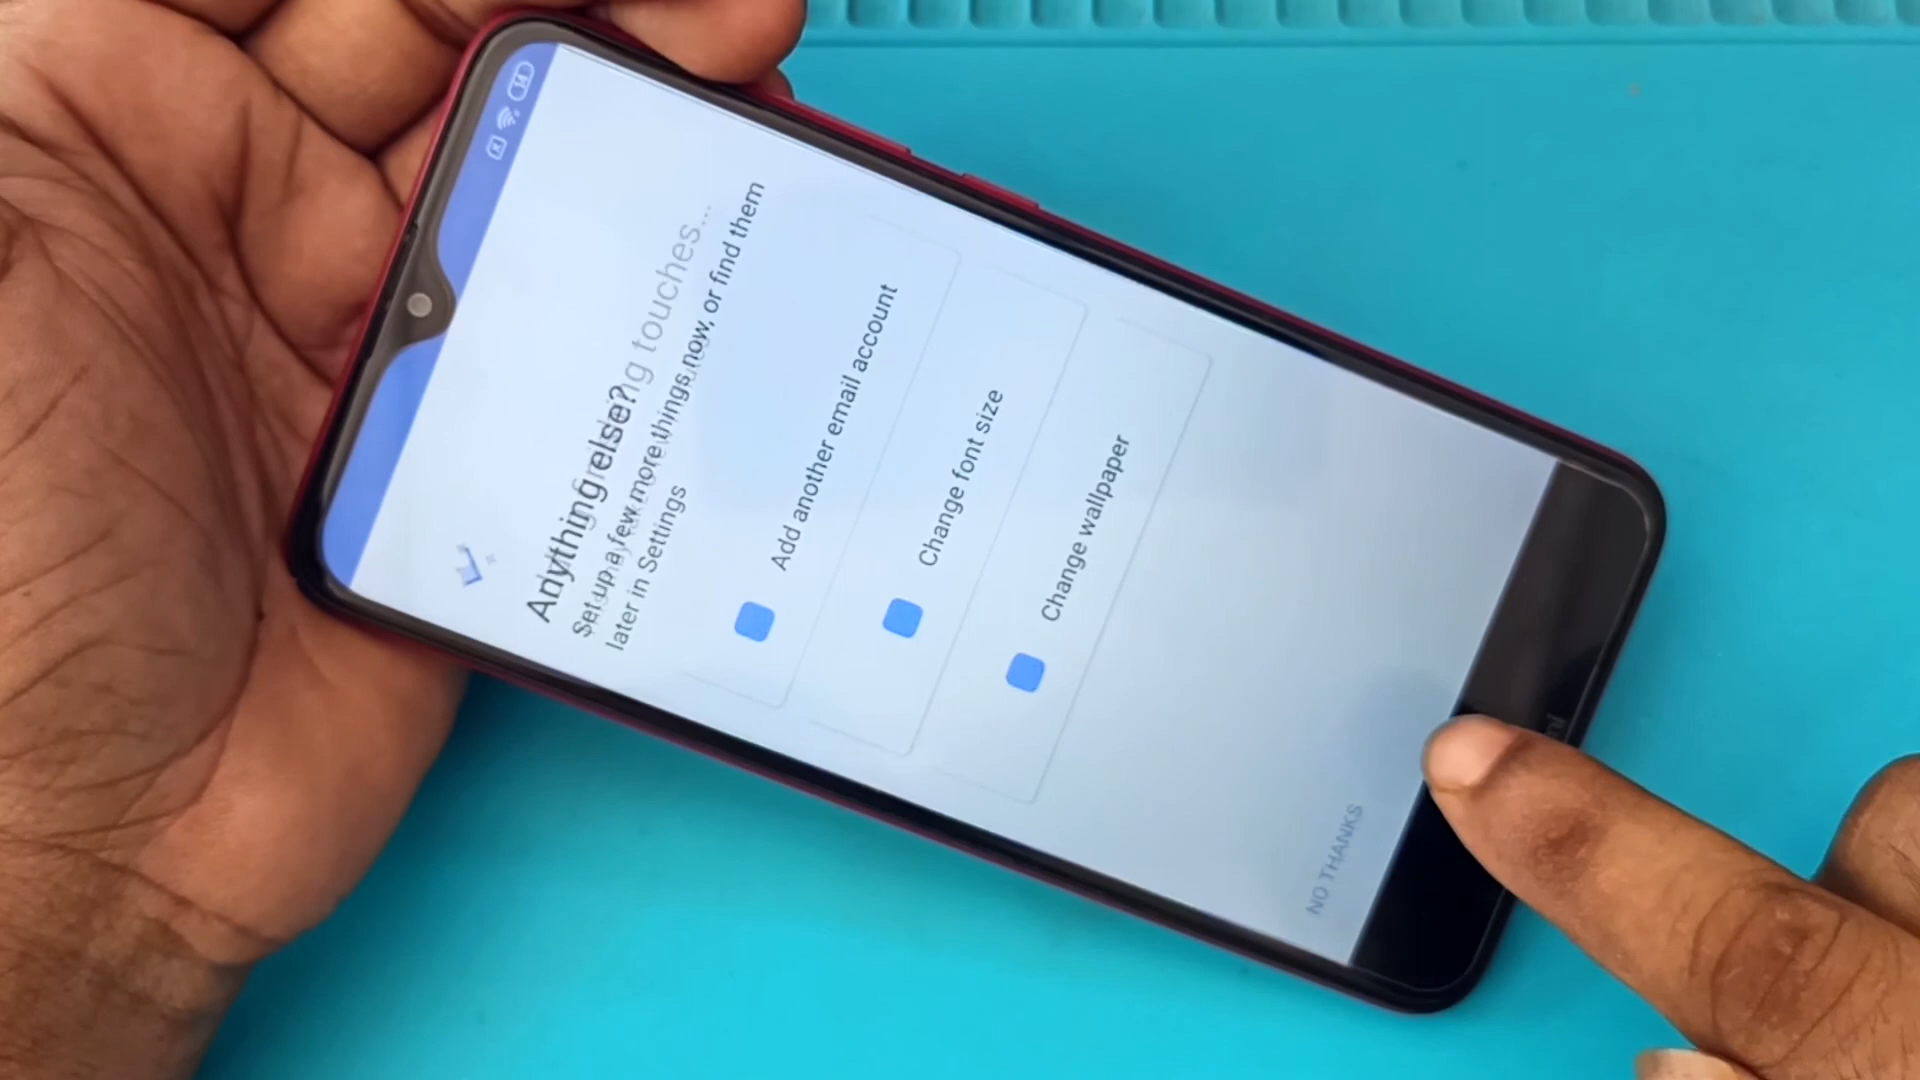 Anything else?
touches...
Set up a few more things now, or find them
later in Settings
Add another email account
Change font size
Change wallpaper
NO THANKS